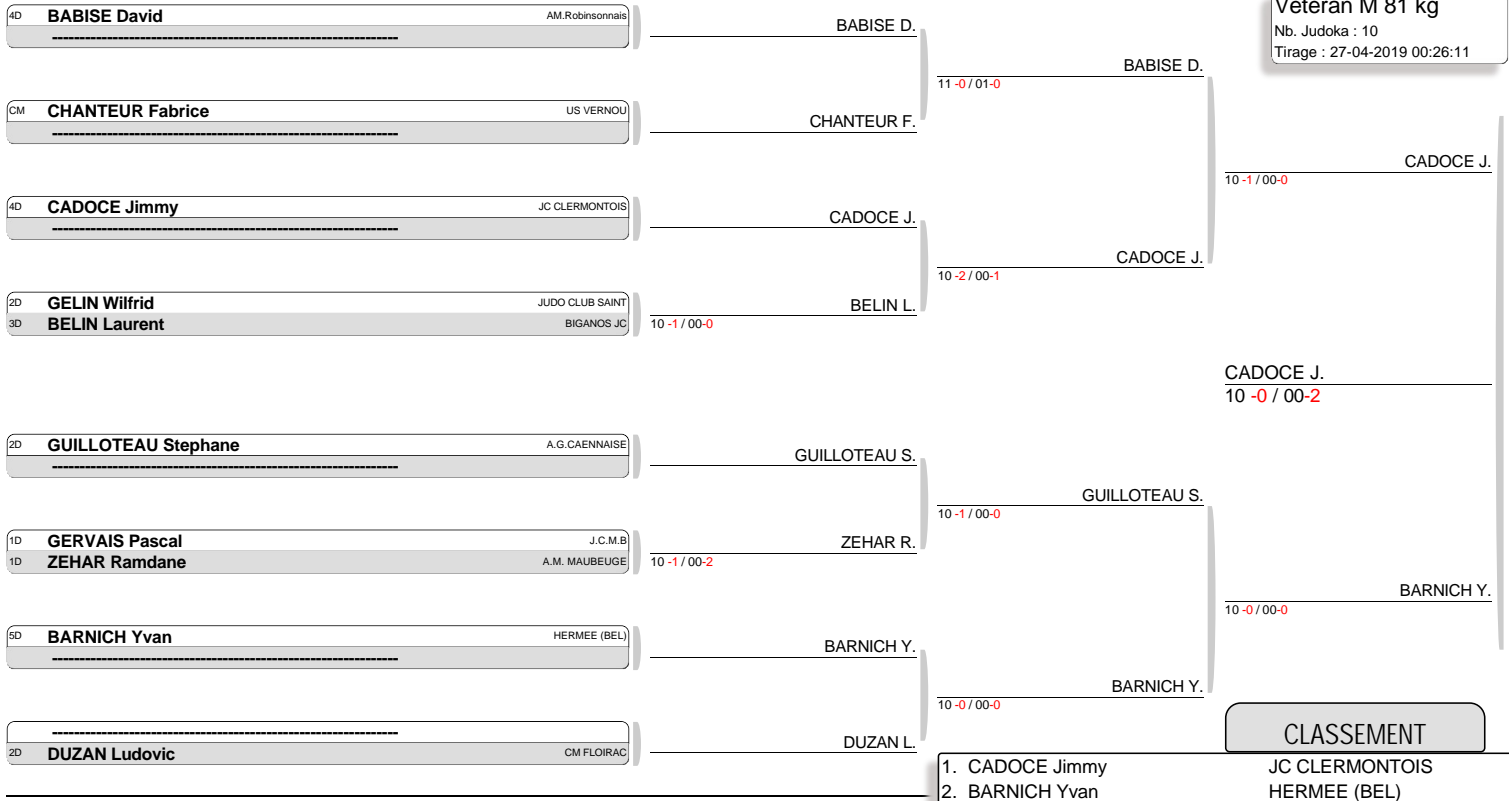 4D BABISE David AM.Robinsonnais
CM CHANTEUR Fabrice US VERNOU
4D CADOCE Jimmy JC CLERMONTOIS
2D GELIN Wilfrid JUDO CLUB SAINT
3D BELIN Laurent BIGANOS JC
2D GUILLOTEAU Stephane A.G.CAENNAISE
1D GERVAIS Pascal J.C.M.B
1D ZEHAR Ramdane A.M. MAUBEUGE
5D BARNICH Yvan HERMEE (BEL)
2D DUZAN Ludovic CM FLOIRAC
BABISE D.
CHANTEUR F.
CADOCE J.
BELIN L.
10 -1 / 00-0
GUILLOTEAU S.
ZEHAR R.
10 -1 / 00-2
BARNICH Y.
DUZAN L.
BABISE D.
11 -0 / 01-0
CADOCE J.
10 -2 / 00-1
GUILLOTEAU S.
10 -1 / 00-0
BARNICH Y.
10 -0 / 00-0
Veteran M 81 kg
Nb. Judoka : 10
Tirage : 27-04-2019 00:26:11
CADOCE J.
10 -1 / 00-0
CADOCE J.
10 -0 / 00-2
BARNICH Y.
10 -0 / 00-0
CLASSEMENT
1. CADOCE Jimmy JC CLERMONTOIS
2. BARNICH Yvan HERMEE (BEL)